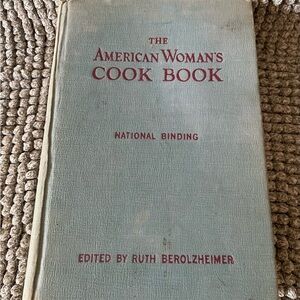 THE
AMERICAN WOMAN'S
COOK BOOK
NATIONAL BINDING
EDITED BY RUTH BEROLZHEIMER